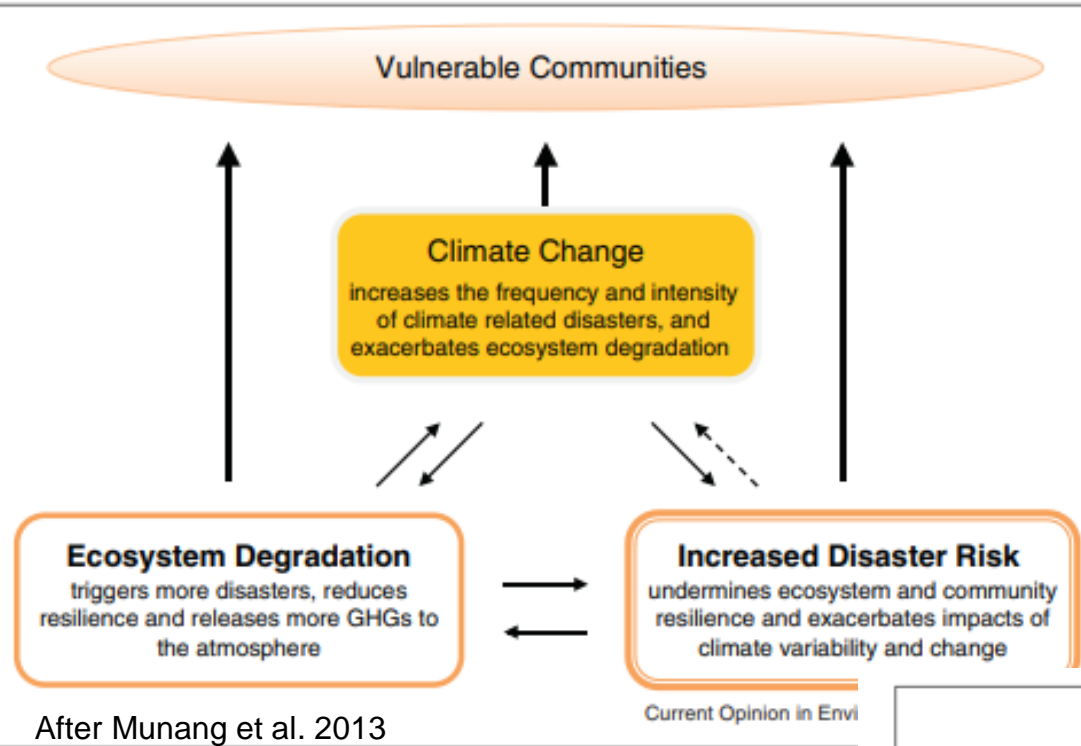 Vulnerable Communities
Climate Change
increases the frequency and intensity
of climate related disasters, and
exacerbates ecosystem degradation
Ecosystem Degradation
triggers more disasters, reduces
resilience and releases more GHGs to
the atmosphere
Increased Disaster Risk
undermines ecosystem and community
resilience and exacerbates impacts of
climate variability and change
Current Opinion in Envi
After Munang et al. 2013